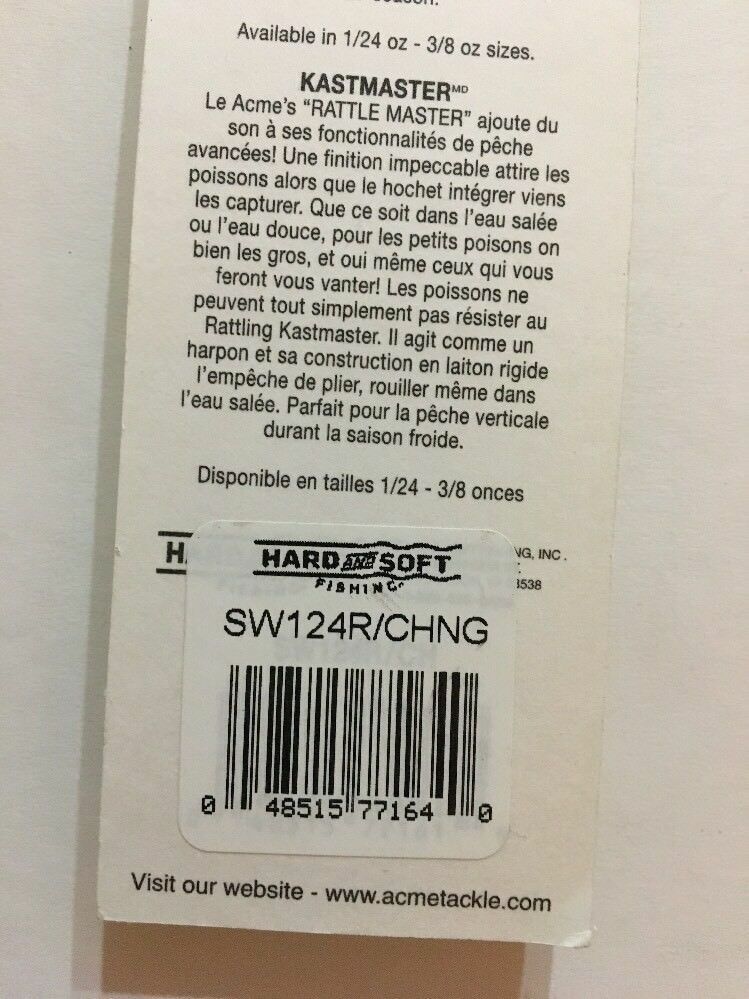 Available in 1/24 oz - 3/8 oz sizes.
KASTMASTER MD
Le Acme's "RATTLE MASTER" ajoute du
son à ses fonctionnalités de pêche
avancées! Une finition impeccable attire les
poissons alors que le hochet intégrer viens
les capturer. Que ce soit dans l'eau salée
ou l'eau douce, pour les petits poisons on
bien les gros, et oui même ceux qui vous
feront vous vanter! Les poissons ne
peuvent tout simplement pas résister au
Rattling Kastmaster. Il agit comme un
harpon et sa construction en laiton rigide
l'empêche de plier, rouiller même dans
l'eau salée. Parfait pour la pêche verticale
durant la saison froide.
Disponible en tailles 1/24 - 3/8 onces
H
NG, INC.
3538
HARD AND SOFT
FISHING
SW124R/CHNG
0 48515 77164 0
Visit our website - www.acmetackle.com